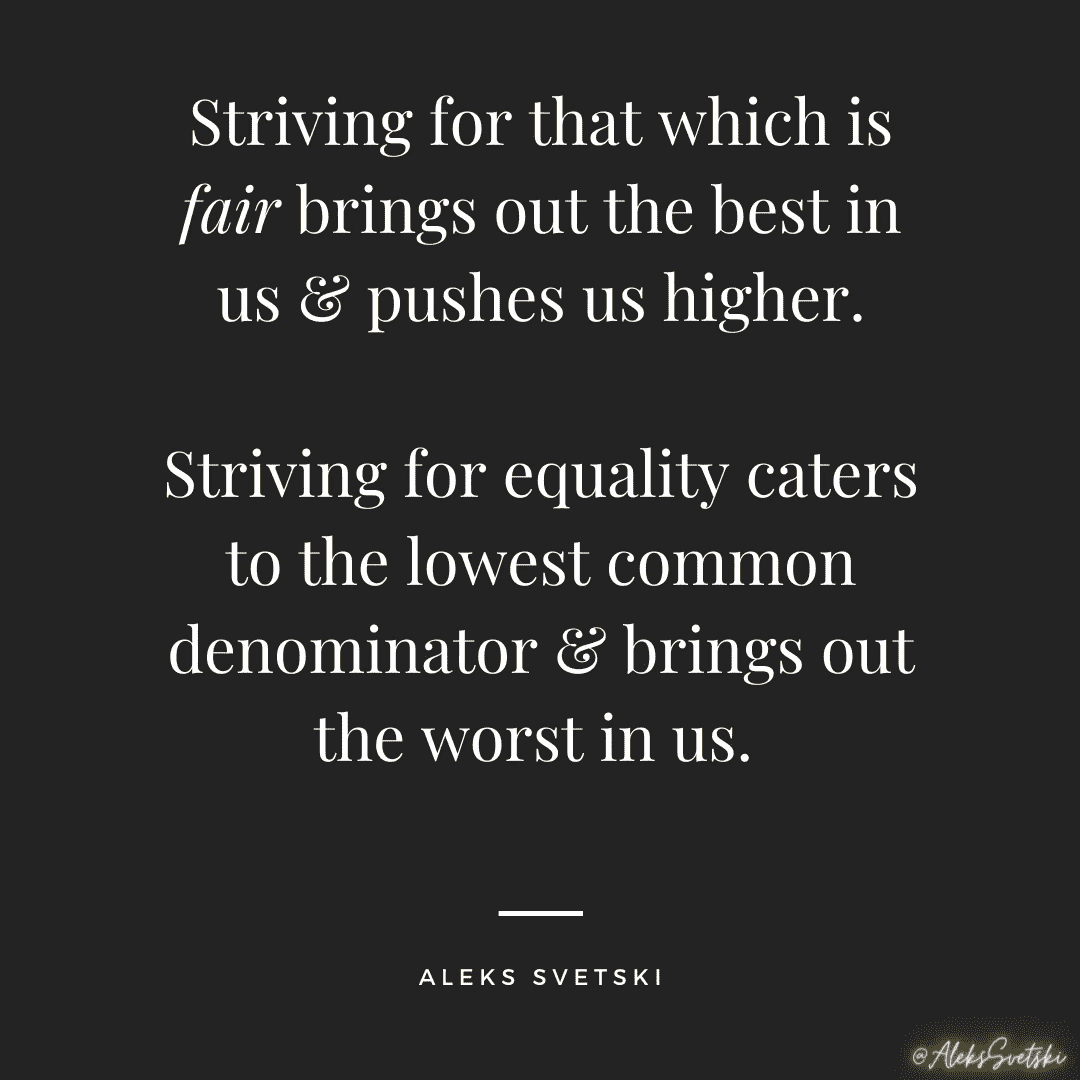 Striving for that which is
fair brings out the best in
us & pushes us higher.
Striving for equality caters
to the lowest common
denominator & brings out
the worst in us.
ALEKS SVETSKI
@AleksSvetski